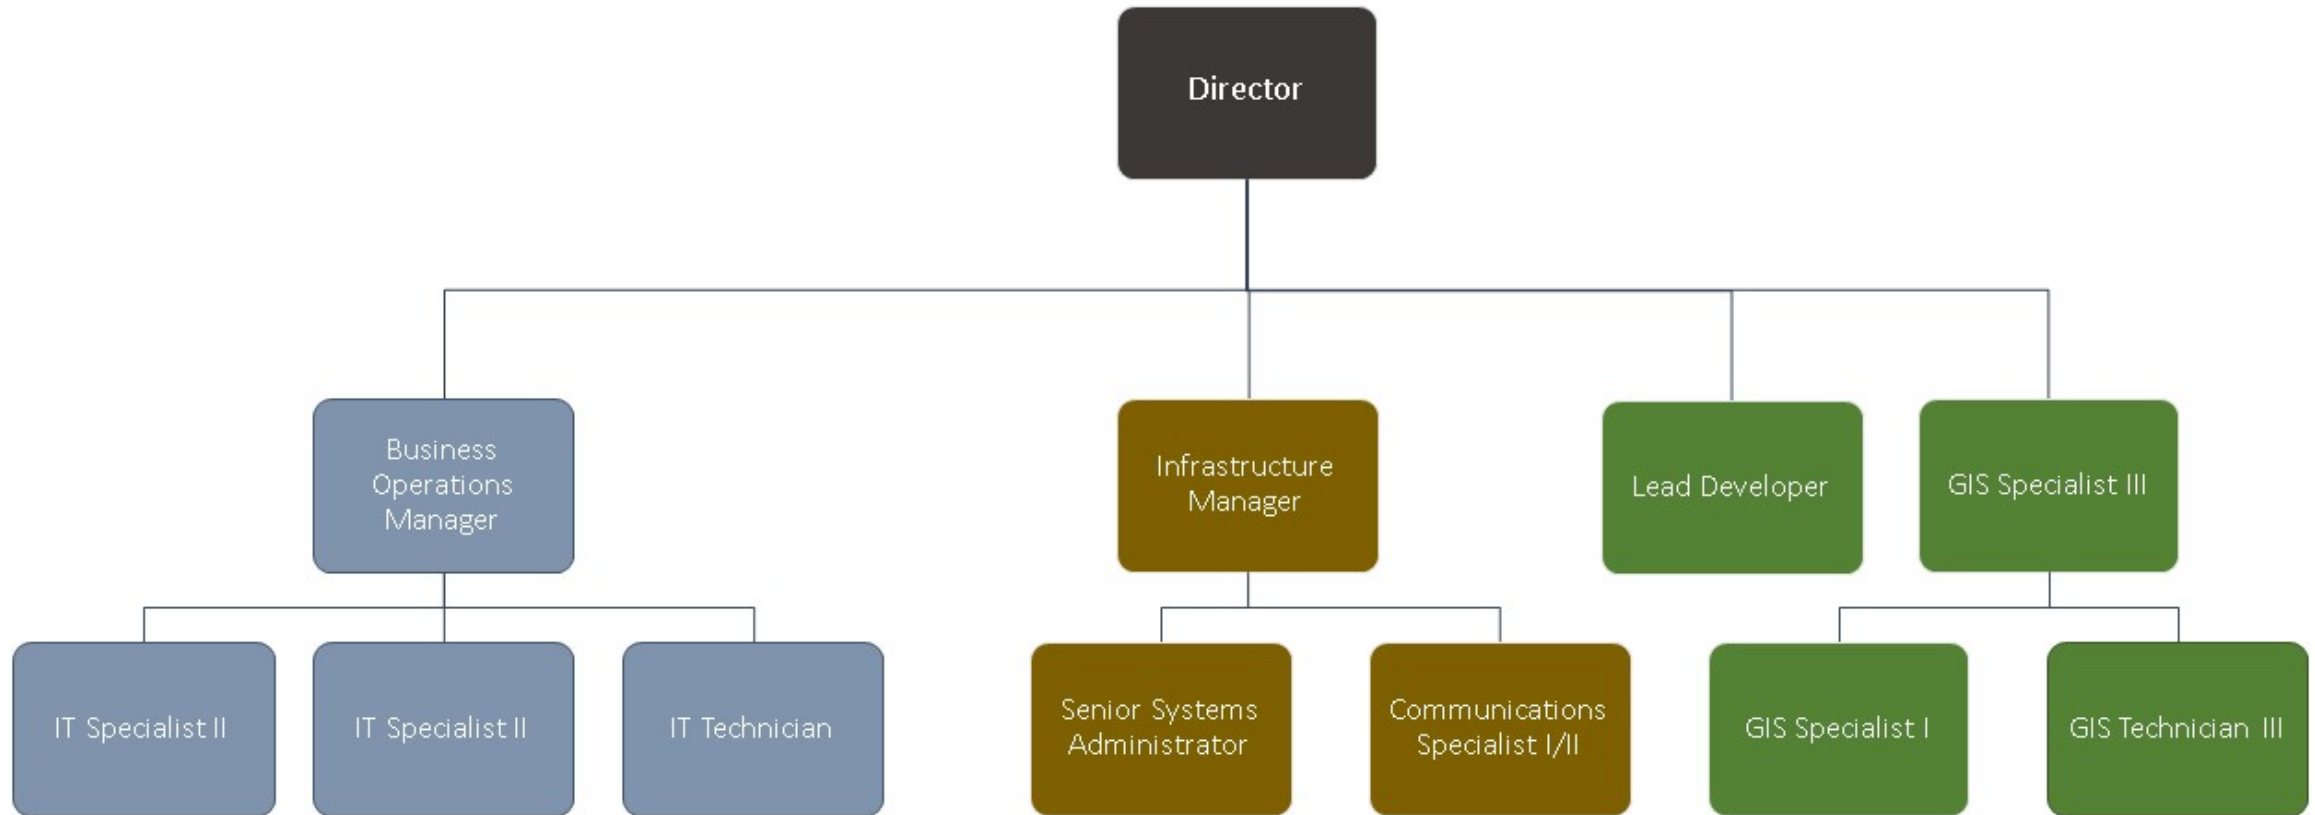 Director
Business
Operations
Manager
Infrastructure
Manager
Lead Developer
GIS Specialist III
IT Specialist II
IT Specialist II
IT Technician
Senior Systems
Administrator
Communications
Specialist I/II
GIS Specialist I
GIS Technician III